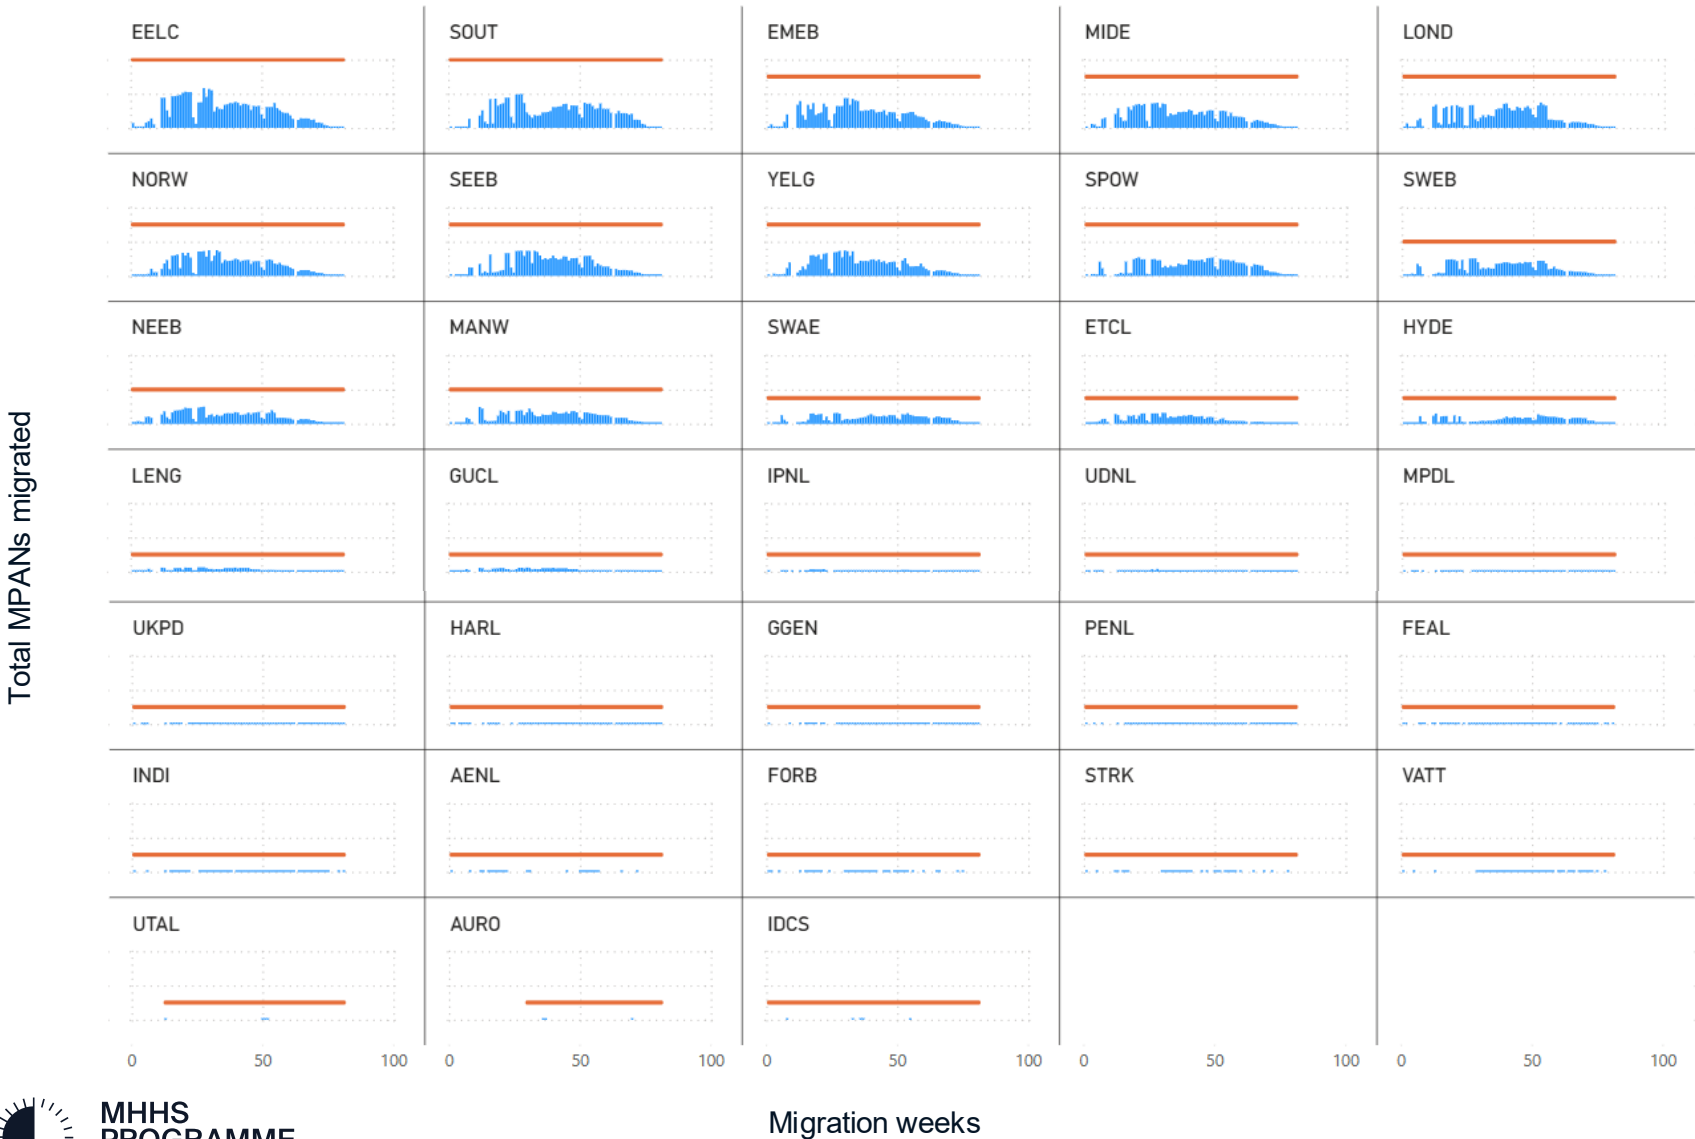 EELC SOUT EMEB MIDE LOND
NORW SEEB YELG SPOW SWEB
NEEB MANW SWAE ETCL HYDE
LENG GUCL IPNL UDNL MPDL
UKPD HARL GGEN PENL FEAL
INDI AENL FORB STRK VATT
UTAL AURO IDCS
Total MPANs migrated
0 50 100 0 50 100 0 50 100 0 50 100 0 50 100
Migration weeks
MHHS
PROGRAMME